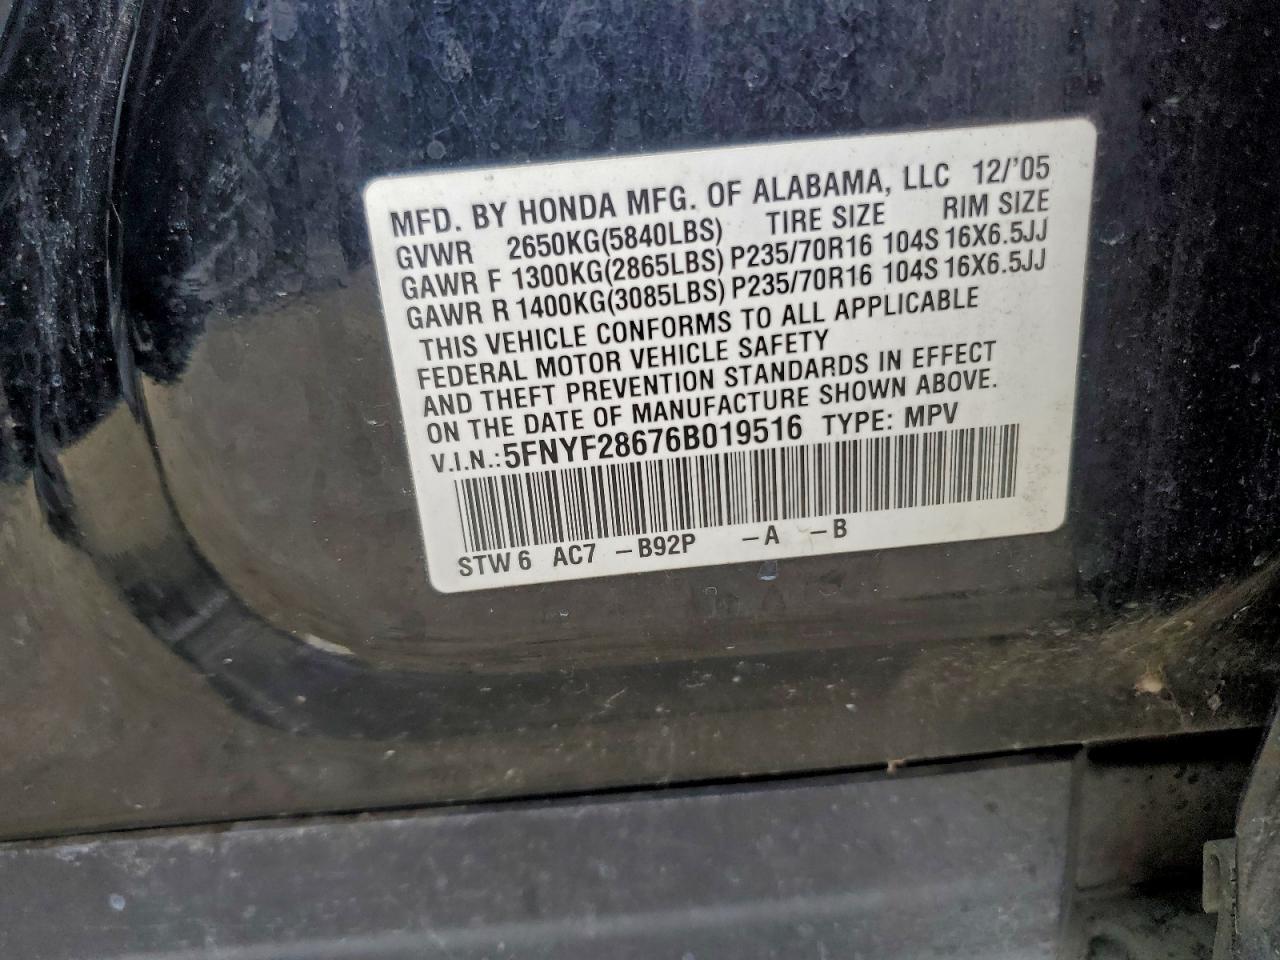 MFD. BY HONDA MFG. OF ALABAMA, LLC 12/'05
GVWR 2650KG(5840LBS) TIRE SIZE RIM SIZE
GAWR F 1300KG(2865LBS) P235/70R16 104S 16X6.5JJ
GAWR R 1400KG(3085LBS) P235/70R16 104S 16X6.5JJ
THIS VEHICLE CONFORMS TO ALL APPLICABLE
FEDERAL MOTOR VEHICLE SAFETY
AND THEFT PREVENTION STANDARDS IN EFFECT
ON THE DATE OF MANUFACTURE SHOWN ABOVE.
V.I.N.: 5FNYF28676B019516 TYPE: MPV
STW 6 AC7 -B92P -A -B